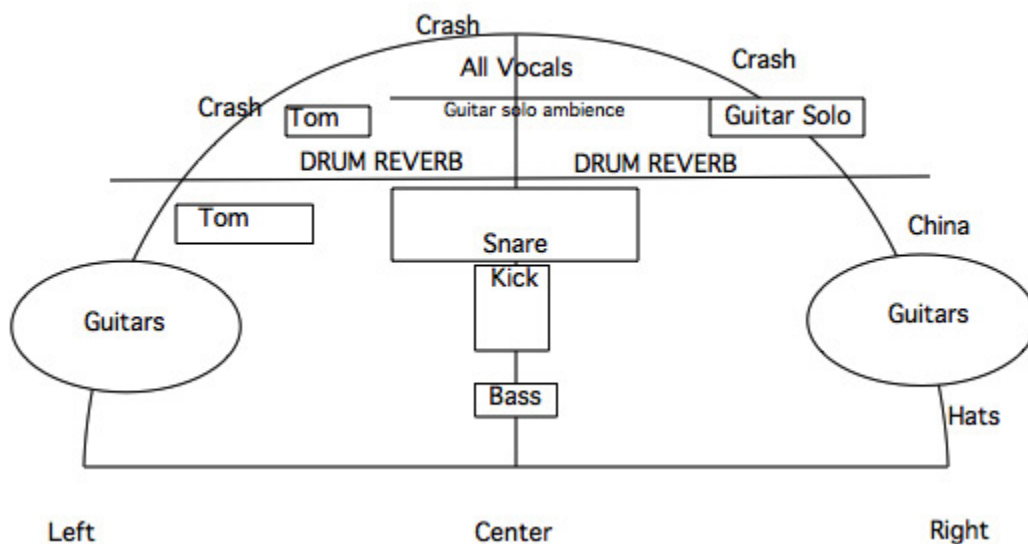 Crash
Crash
All Vocals
Crash
Tom
Guitar solo ambience
Guitar Solo
DRUM REVERB
DRUM REVERB
Tom
China
Snare
Kick
Guitars
Guitars
Bass
Hats
Left
Center
Right